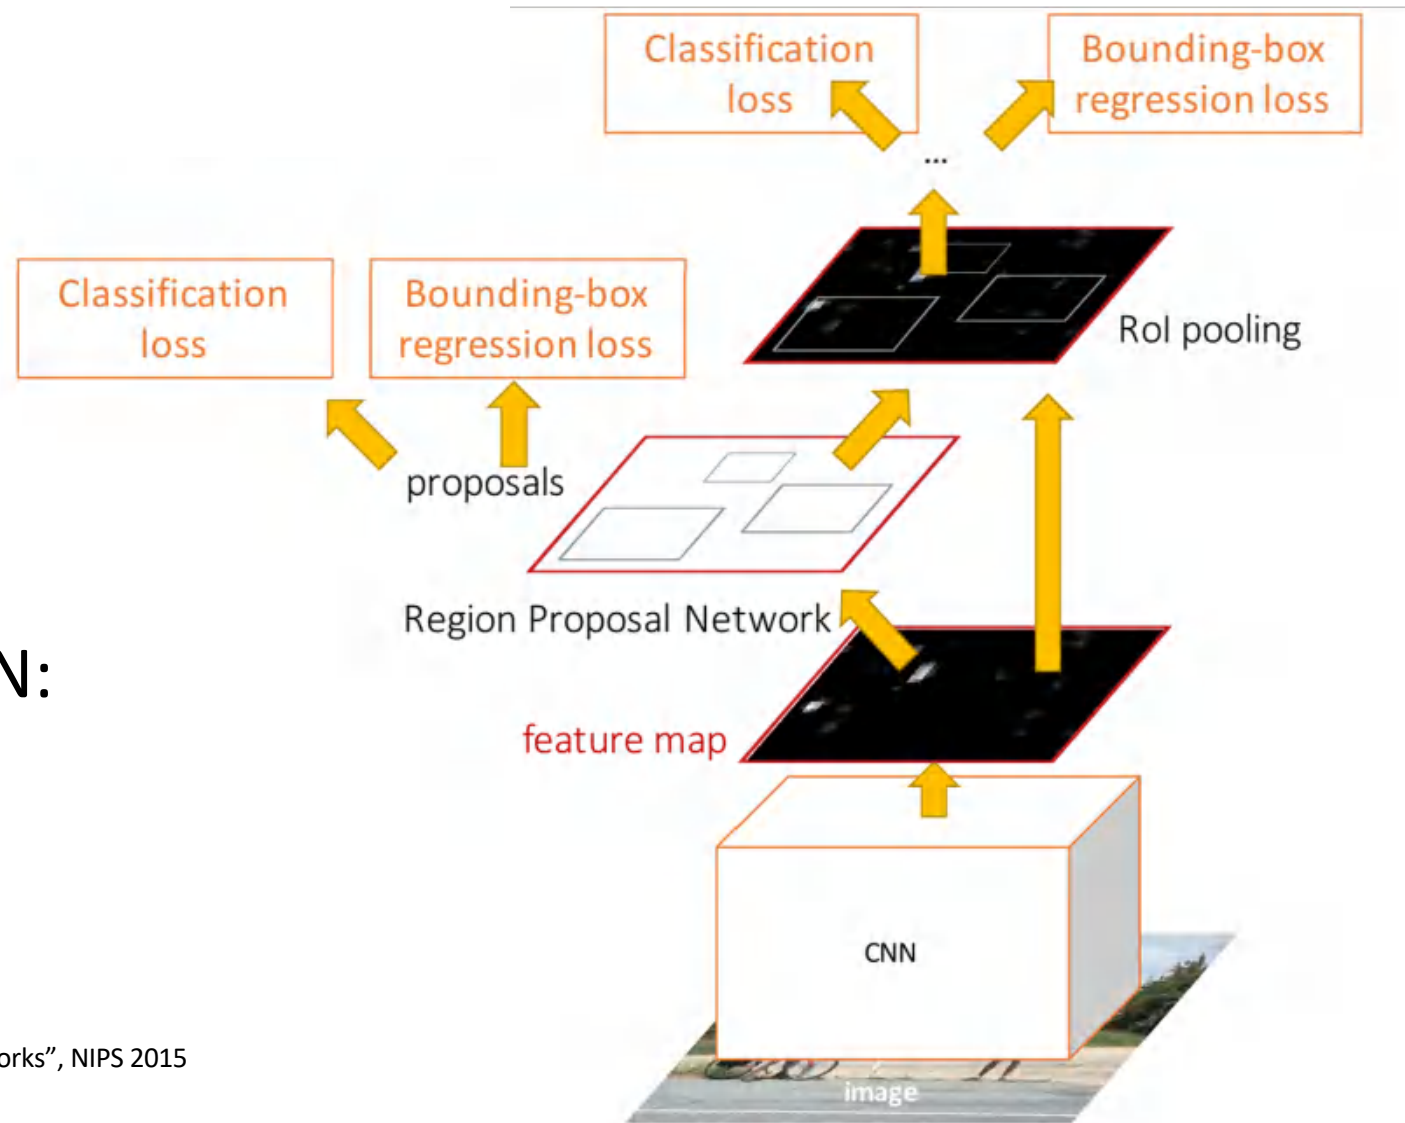 Classification
loss
Bounding-box
regression loss
...
Classification
loss
Bounding-box
regression loss
RoI pooling
proposals
Region Proposal Network
N:
feature map
CNN
orks”, NIPS 2015
image